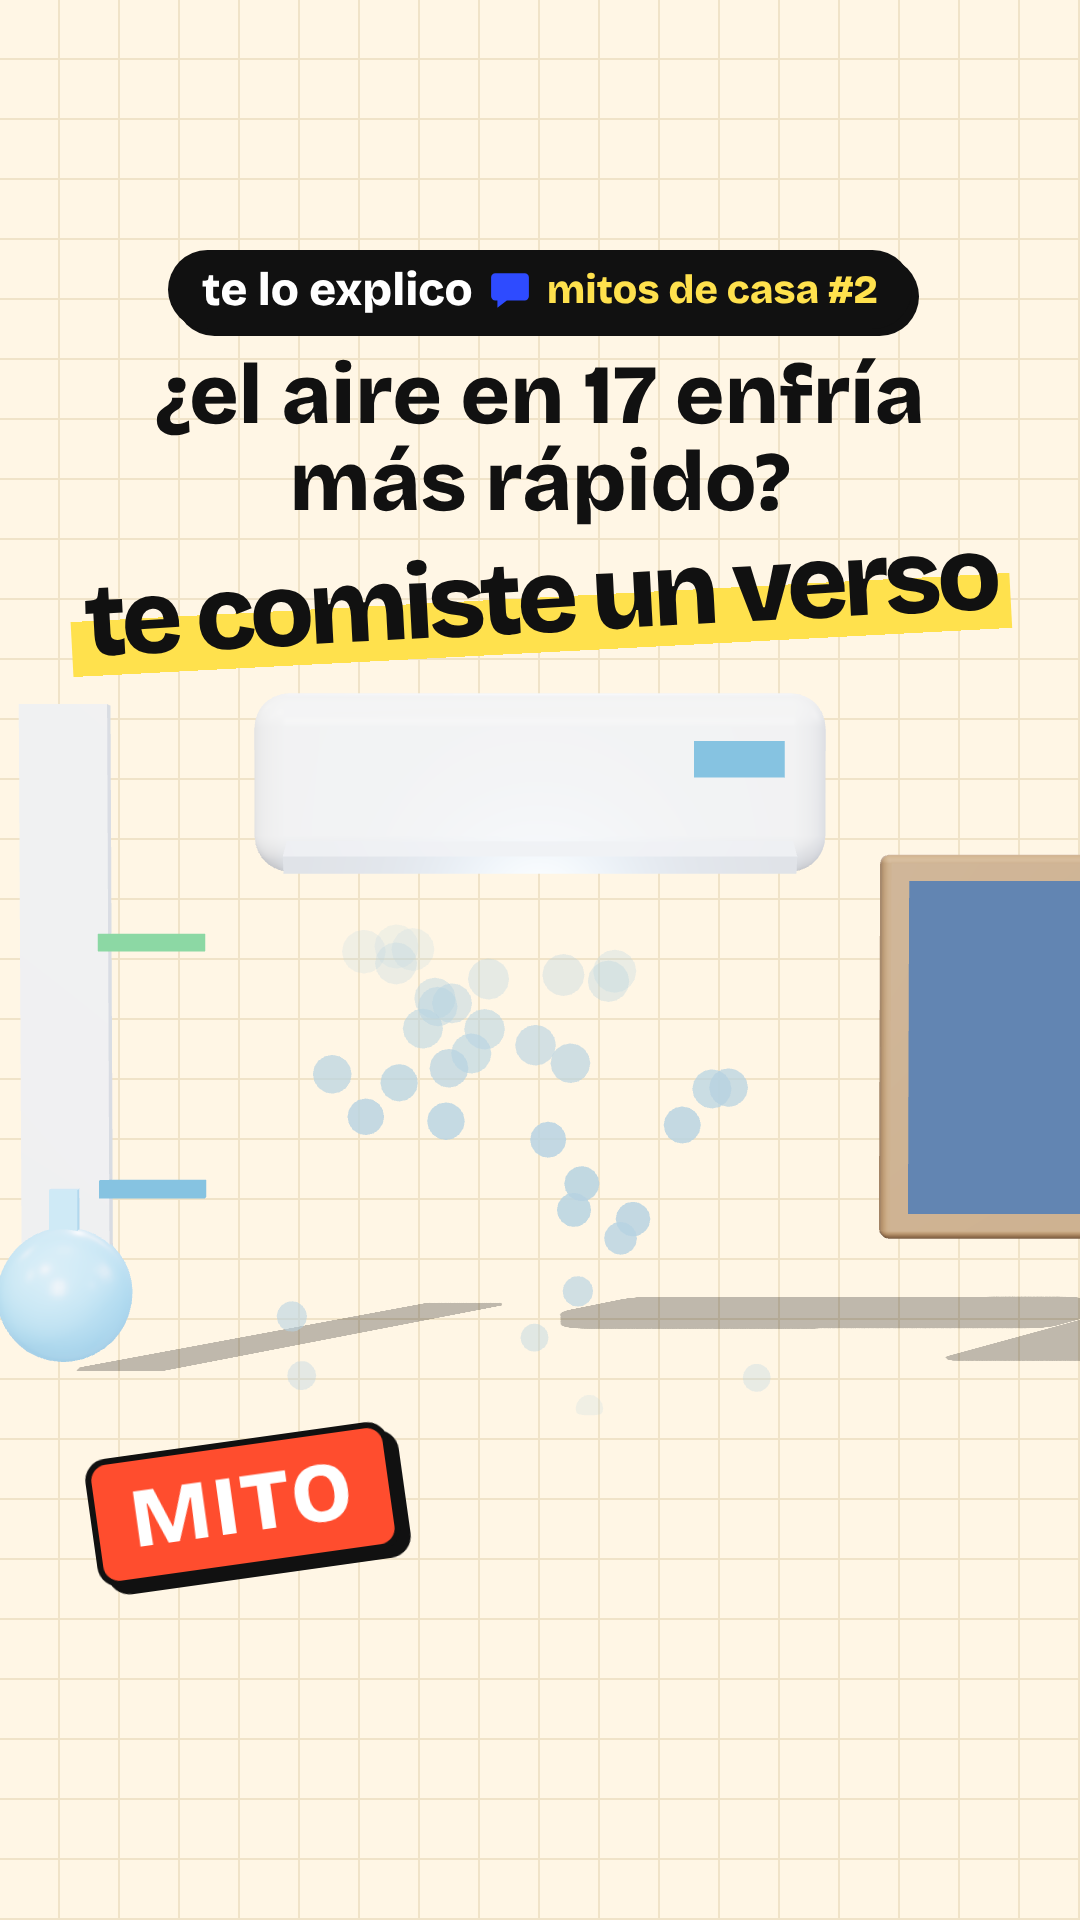 te lo explico mitos de casa #2
¿el aire en 17 enfría
más rápido?
te comiste un verso
MITO